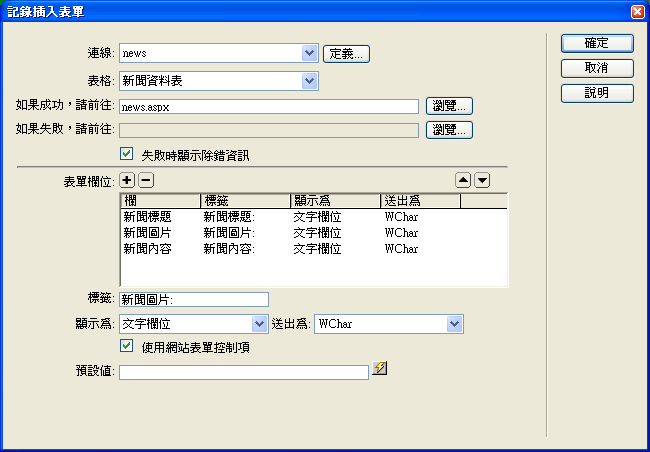 記錄插入表單
連線: news 定義...
表格: 新聞資料表
如果成功，請前往: news.aspx 瀏覽...
如果失敗，請前往: 瀏覽...
失敗時顯示除錯資訊
表單欄位:
欄 標籤 顯示為 送出為
新聞標題 新聞標題: 文字欄位 WChar
新聞圖片 新聞圖片: 文字欄位 WChar
新聞內容 新聞內容: 文字欄位 WChar
標籤: 新聞圖片:
顯示為: 文字欄位 送出為: WChar
使用網站表單控制項
預設值:
確定
取消
說明